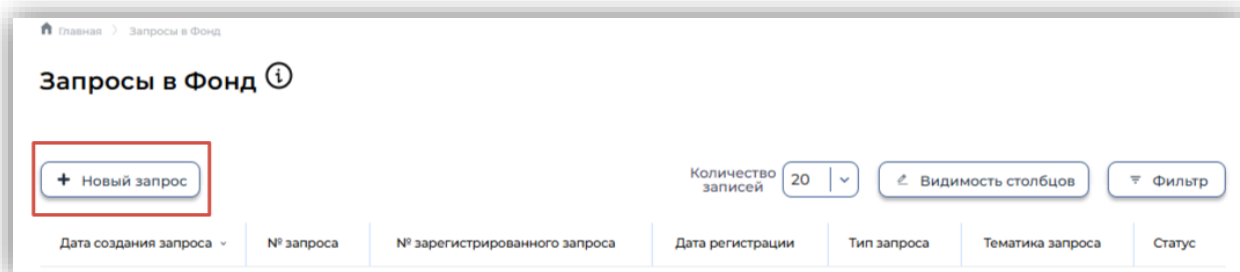 Главная > Запросы в Фонд
Запросы в Фонд
+ Новый запрос
Количество записей 20
Видимость столбцов
Фильтр
Дата создания запроса № запроса № зарегистрированного запроса Дата регистрации Тип запроса Тематика запроса Статус